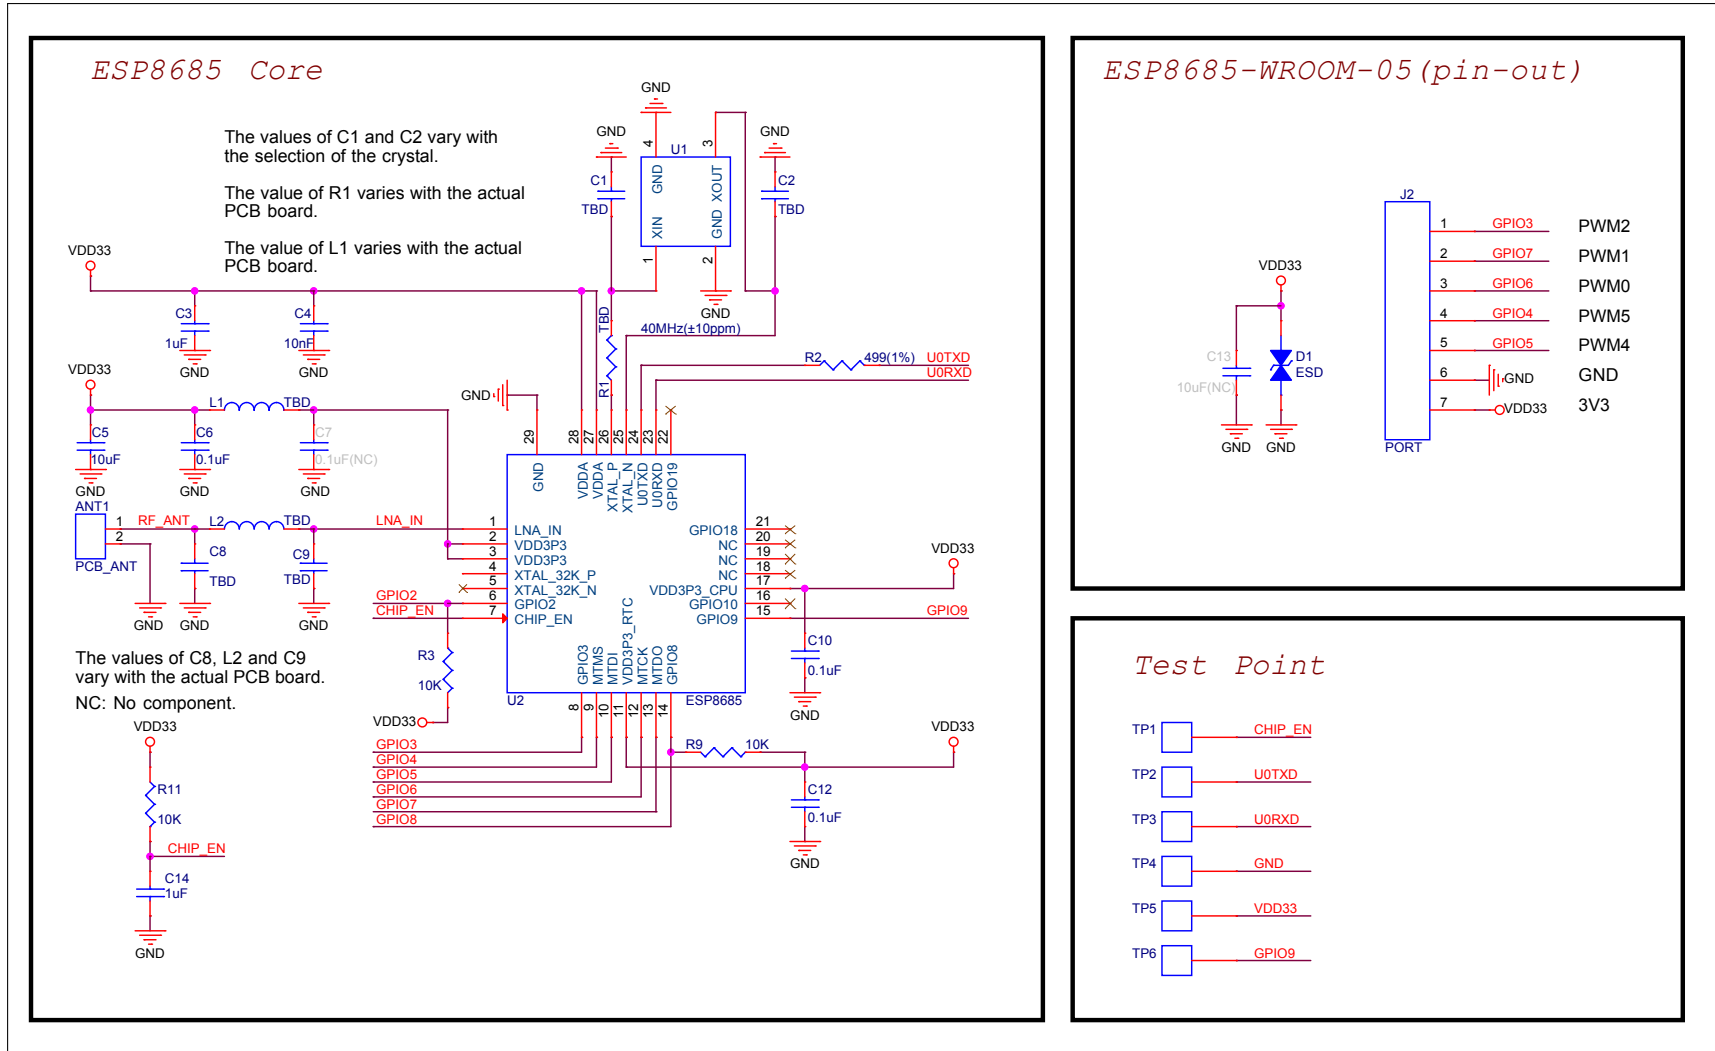 ESP8685 Core
The values of C1 and C2 vary with
the selection of the crystal.
The value of R1 varies with the actual
PCB board.
The value of L1 varies with the actual
PCB board.
GND
GND
GND
4
3
U1
GND
XOUT
XIN
GND
1
2
GND
C1
TBD
C2
TBD
VDD33
C3
1uF
GND
C4
10nF
GND
TBD
R1
40MHz(±10ppm)
R2
499(1%)
U0TXD
U0RXD
VDD33
L1
TBD
C5
10uF
GND
C6
0.1uF
GND
C7
0.1uF(NC)
GND
GND
29
28
27
26
25
24
23
22
GND
VDDA
VDDA
XTAL_P
XTAL_N
U0TXD
U0RXD
GPIO19
ANT1
1
2
PCB_ANT
RF_ANT
L2
TBD
LNA_IN
C8
TBD
C9
TBD
GND
GND
GND
1
LNA_IN
2
VDD3P3
3
VDD3P3
4
XTAL_32K_P
5
XTAL_32K_N
GPIO2
6
GPIO2
CHIP_EN
7
CHIP_EN
GPIO18
21
NC
20
NC
19
NC
18
VDD3P3_CPU
17
GPIO10
16
GPIO9
15
GPIO9
VDD33
C10
0.1uF
GND
GPIO3
MTMS
MTDI
VDD3P3_RTC
MTCK
MTDO
GPIO8
U2
ESP8685
8
9
10
11
12
13
14
R3
10K
VDD33
The values of C8, L2 and C9
vary with the actual PCB board.
NC: No component.
GPIO3
GPIO4
GPIO5
GPIO6
GPIO7
GPIO8
R9
10K
VDD33
C12
0.1uF
GND
VDD33
R11
10K
CHIP_EN
C14
1uF
GND
ESP8685-WROOM-05(pin-out)
VDD33
C13
10uF(NC)
D1
ESD
GND
GND
J2
1
GPIO3
PWM2
2
GPIO7
PWM1
3
GPIO6
PWM0
4
GPIO4
PWM5
5
GPIO5
PWM4
6
GND
GND
7
VDD33
3V3
PORT
Test Point
TP1
CHIP_EN
TP2
U0TXD
TP3
U0RXD
TP4
GND
TP5
VDD33
TP6
GPIO9